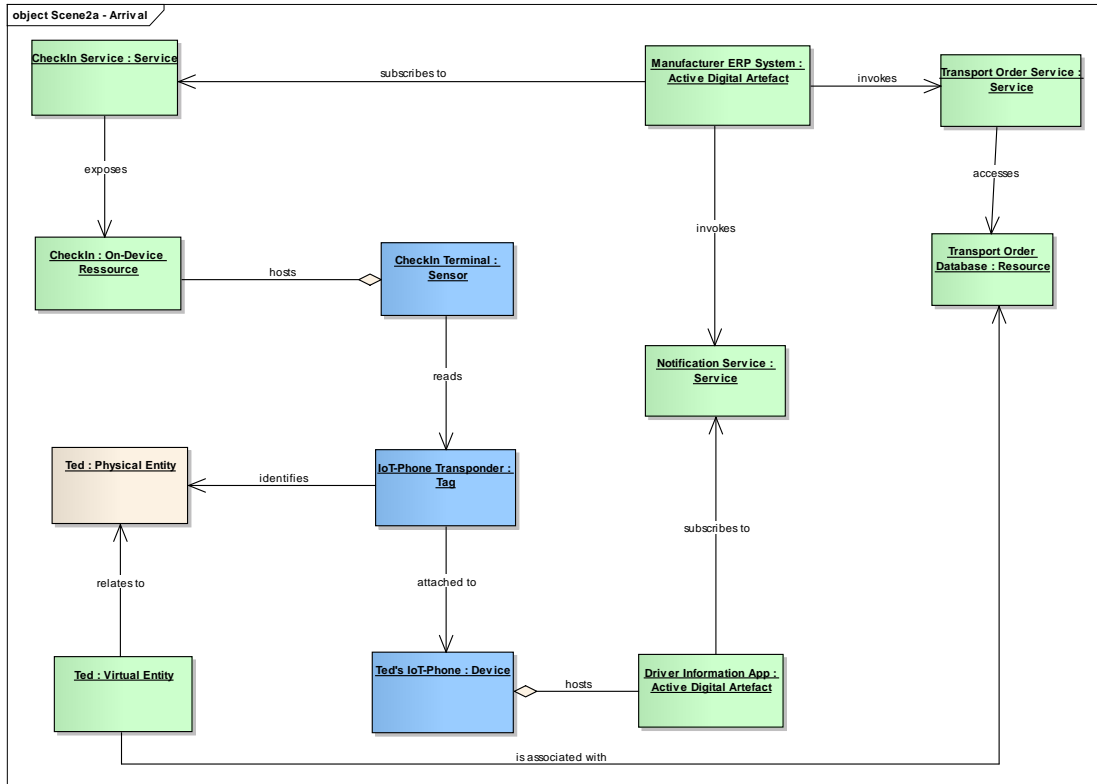 object Scene2a - Arrival
CheckIn Service : Service
subscribes to
Manufacturer ERP System :
Active Digital Artefact
invokes
Transport Order Service :
Service
exposes
accesses
invokes
CheckIn : On-Device
Ressource
hosts
CheckIn Terminal :
Sensor
Transport Order
Database : Resource
reads
Notification Service :
Service
Ted : Physical Entity
identifies
IoT-Phone Transponder :
Tag
relates to
attached to
subscribes to
Ted : Virtual Entity
Ted's IoT-Phone : Device
hosts
Driver Information App :
Active Digital Artefact
is associated with